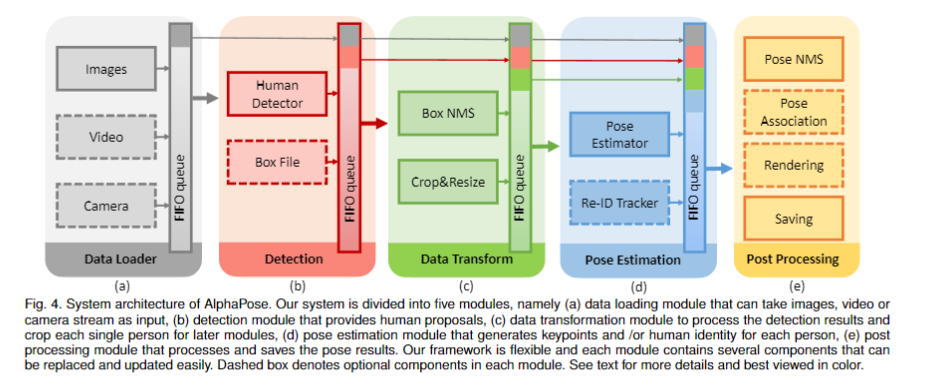 Images
Video
Camera
FIFO queue
Data Loader
(a)
Human
Detector
Box File
FIFO queue
Detection
(b)
Box NMS
Crop&Resize
FIFO queue
Data Transform
(c)
Pose
Estimator
Re-ID Tracker
FIFO queue
Pose Estimation
(d)
Pose NMS
Pose
Association
Rendering
Saving
Post Processing
(e)
Fig. 4. System architecture of AlphaPose. Our system is divided into five modules, namely (a) data loading module that can take images, video or
camera stream as input, (b) detection module that provides human proposals, (c) data transformation module to process the detection results and
crop each single person for later modules, (d) pose estimation module that generates keypoints and /or human identity for each person, (e) post
processing module that processes and saves the pose results. Our framework is flexible and each module contains several components that can
be replaced and updated easily. Dashed box denotes optional components in each module. See text for more details and best viewed in color.